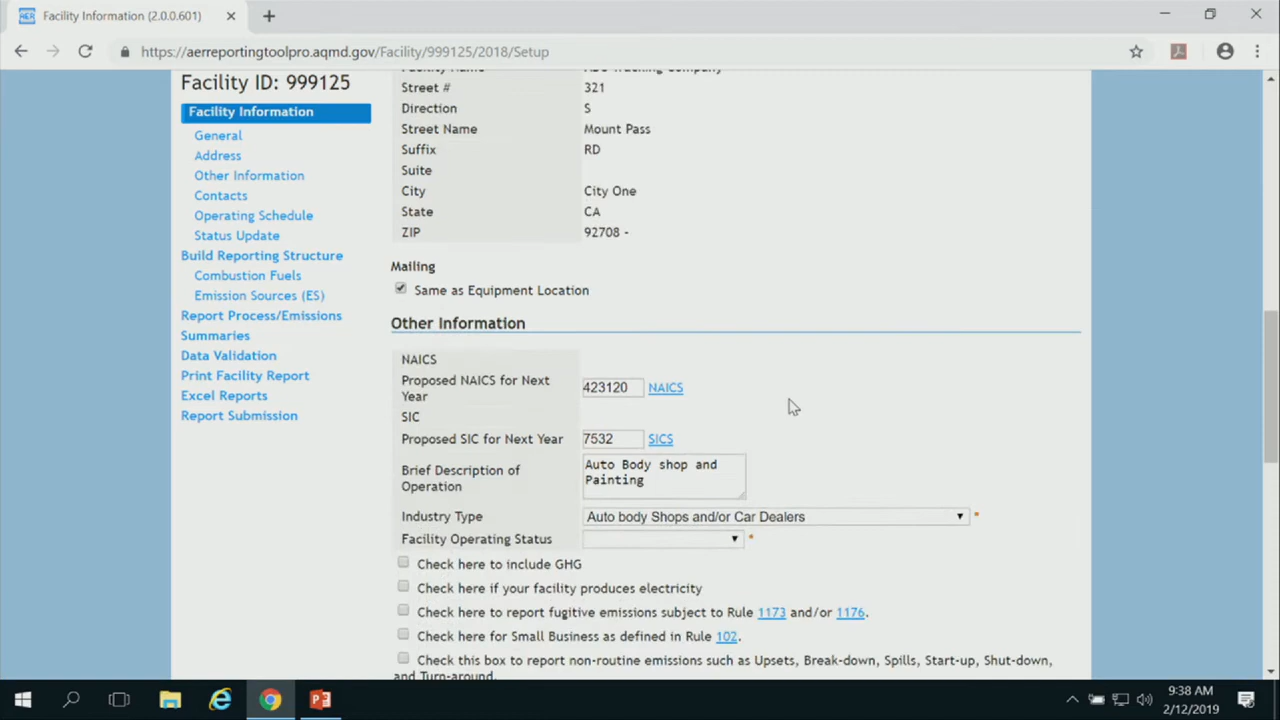 Facility Information (2.0.0.601)
https://aerreportingtoolpro.aqmd.gov/Facility/999125/2018/Setup
Facility ID: 999125
Facility Information
General
Address
Other Information
Contacts
Operating Schedule
Status Update
Build Reporting Structure
Combustion Fuels
Emission Sources (ES)
Report Process/Emissions
Summaries
Data Validation
Print Facility Report
Excel Reports
Report Submission
Street # 321
Direction S
Street Name Mount Pass
Suffix RD
Suite
City City One
State CA
ZIP 92708 -
Mailing
Same as Equipment Location
Other Information
NAICS
Proposed NAICS for Next Year 423120 NAICS
SIC
Proposed SIC for Next Year 7532 SICS
Brief Description of Operation
Auto Body shop and
Painting
Industry Type Auto body Shops and/or Car Dealers *
Facility Operating Status *
Check here to include GHG
Check here if your facility produces electricity
Check here to report fugitive emissions subject to Rule 1173 and/or 1176.
Check here for Small Business as defined in Rule 102.
Check this box to report non-routine emissions such as Upsets, Break-down, Spills, Start-up, Shut-down,
and Turn-around.
9:38 AM
2/12/2019